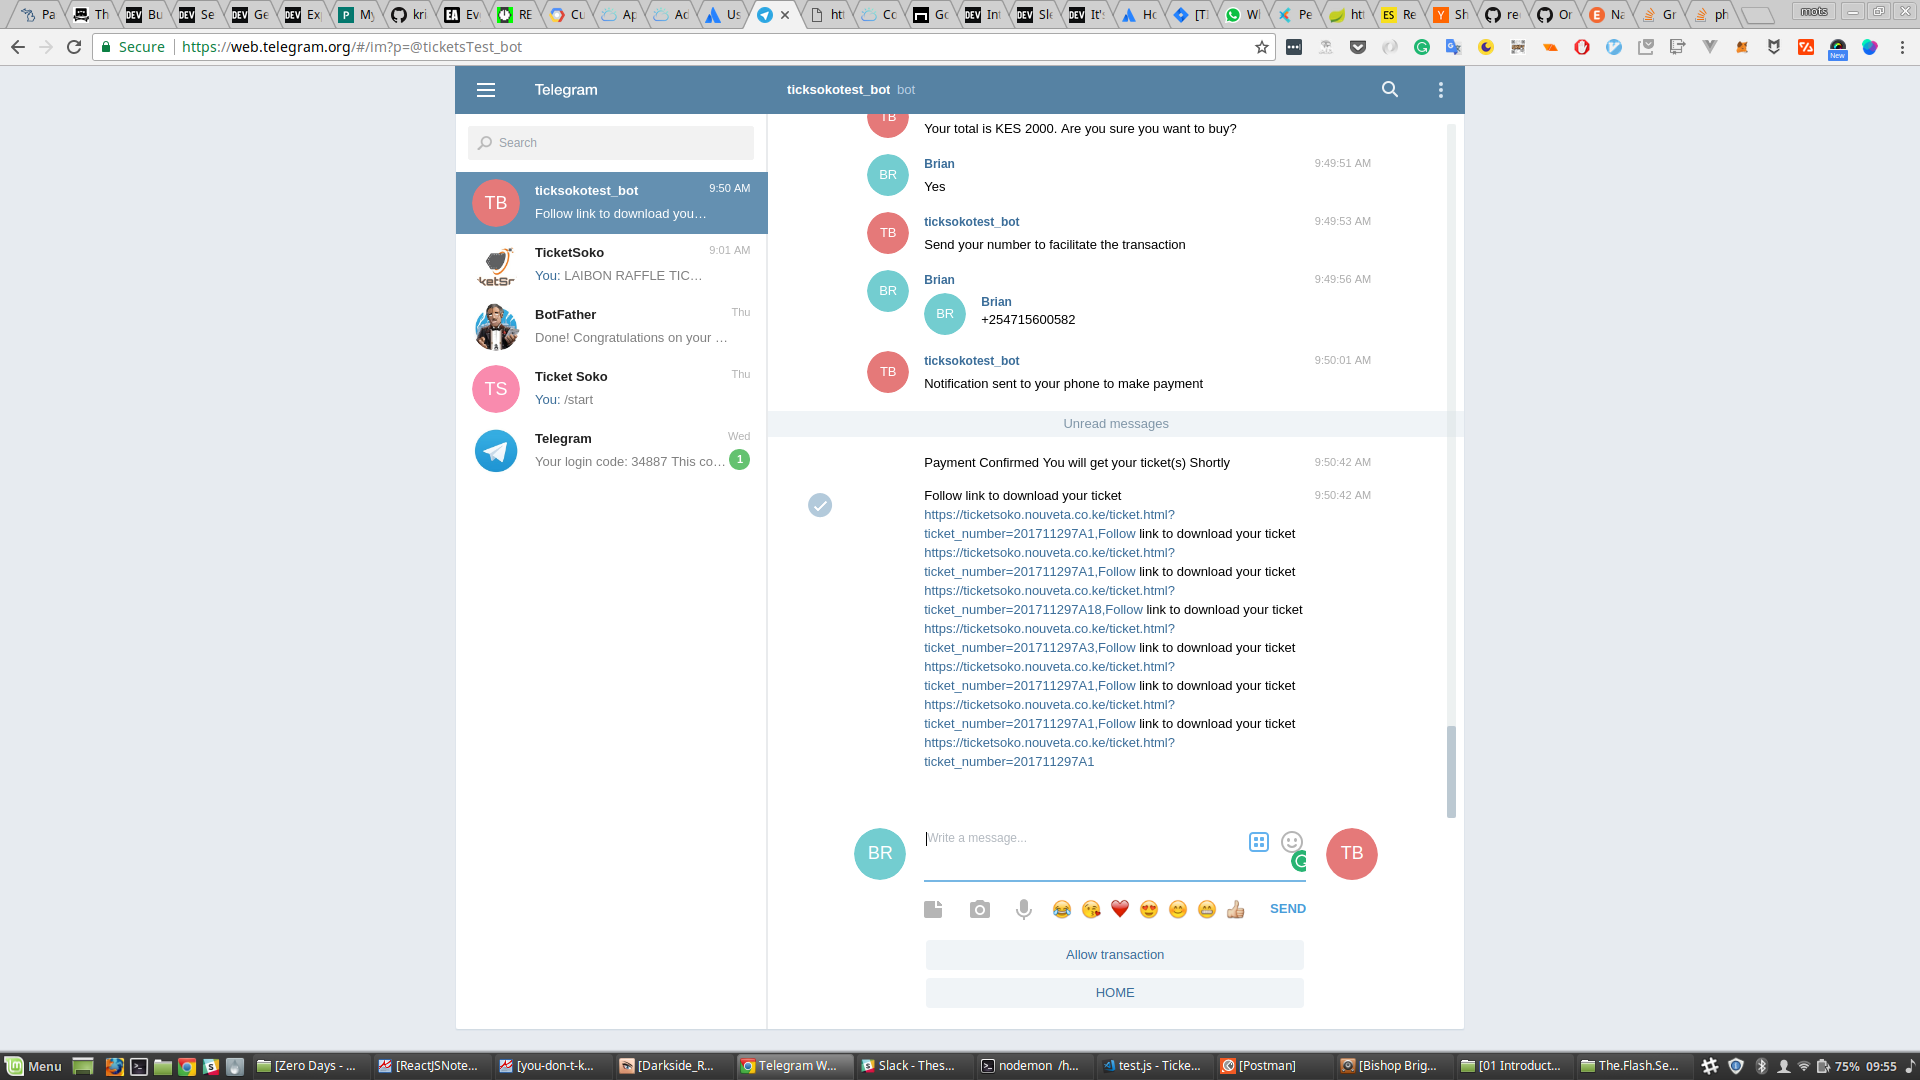 Pa
Th
Bu
Se
Ge
Ex
My
kri
Eve
RE
Cu
Ap
Ad
Us
htt
Co
Go
Int
Sle
It's
Ho
[TI
Wh
Pe
htt
Re
Sh
re
Or
Na
Gr
ph
mots
Secure
https://web.telegram.org/#/im?p=@ticketsTest_bot
New
Telegram
ticksokotest_bot bot
Search
ticksokotest_bot
9:50 AM
Follow link to download you…
TicketSoko
9:01 AM
You: LAIBON RAFFLE TIC…
BotFather
Thu
Done! Congratulations on your …
TS
Ticket Soko
Thu
You: /start
Telegram
Wed
Your login code: 34887 This co…
1
TB
Your total is KES 2000. Are you sure you want to buy?
BR
Brian
9:49:51 AM
Yes
TB
ticksokotest_bot
9:49:53 AM
Send your number to facilitate the transaction
BR
Brian
9:49:56 AM
BR
Brian
+254715600582
TB
ticksokotest_bot
9:50:01 AM
Notification sent to your phone to make payment
Unread messages
Payment Confirmed You will get your ticket(s) Shortly
9:50:42 AM
Follow link to download your ticket
9:50:42 AM
https://ticketsoko.nouveta.co.ke/ticket.html?
ticket_number=201711297A1,Follow link to download your ticket
https://ticketsoko.nouveta.co.ke/ticket.html?
ticket_number=201711297A1,Follow link to download your ticket
https://ticketsoko.nouveta.co.ke/ticket.html?
ticket_number=201711297A18,Follow link to download your ticket
https://ticketsoko.nouveta.co.ke/ticket.html?
ticket_number=201711297A3,Follow link to download your ticket
https://ticketsoko.nouveta.co.ke/ticket.html?
ticket_number=201711297A1,Follow link to download your ticket
https://ticketsoko.nouveta.co.ke/ticket.html?
ticket_number=201711297A1,Follow link to download your ticket
https://ticketsoko.nouveta.co.ke/ticket.html?
ticket_number=201711297A1
BR
Write a message...
TB
SEND
Allow transaction
HOME
Menu
[Zero Days - ...
[ReactJSNote...
[you-don-t-k...
[Darkside_R...
Telegram W...
Slack - Thes...
nodemon /h...
test.js - Ticke...
[Postman]
[Bishop Brig...
[01 Introduct...
The.Flash.Se...
75%
09:55